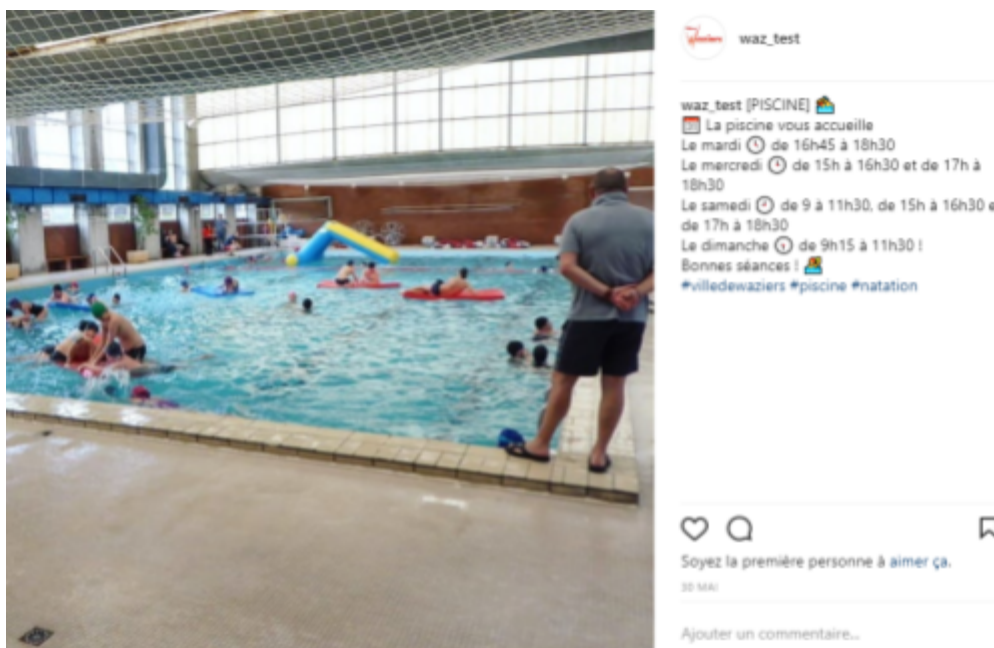 waz_test
waz_test [PISCINE]
La piscine vous accueille
Le mardi de 16h45 à 18h30
Le mercredi de 15h à 16h30 et de 17h à
18h30
Le samedi de 9 à 11h30, de 15h à 16h30 e
de 17h à 18h30
Le dimanche de 9h15 à 11h30 !
Bonnes séances !
#villedewaziers #piscine #natation
Soyez la première personne à aimer ça.
30 MAI
Ajouter un commentaire...